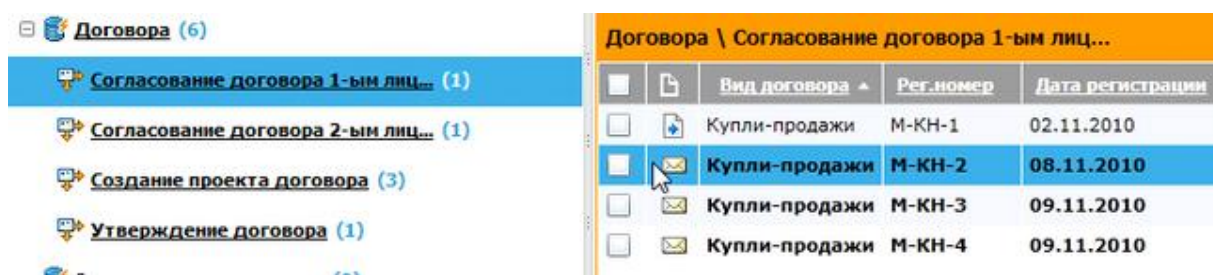 Договора (6)
Согласование договора 1-ым лиц... (1)
Согласование договора 2-ым лиц... (1)
Создание проекта договора (3)
Утверждение договора (1)
Договора \ Согласование договора 1-ым лиц...
Вид договора Рег.номер Дата регистрации
Купли-продажи М-КН-1 02.11.2010
Купли-продажи М-КН-2 08.11.2010
Купли-продажи М-КН-3 09.11.2010
Купли-продажи М-КН-4 09.11.2010